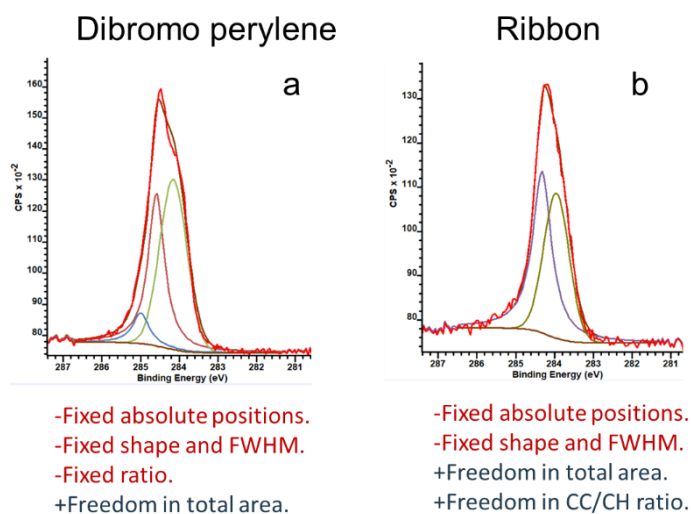 Dibromo perylene
Ribbon
a
160
150
140
130
120
110
100
90
80
CPS x 10⁻²
287 286 285 284 283 282 281
Binding Energy (eV)
b
130
120
110
100
90
80
CPS x 10⁻²
287 286 285 284 283 282 281
Binding Energy (eV)
-Fixed absolute positions.
-Fixed shape and FWHM.
-Fixed ratio.
+Freedom in total area.
-Fixed absolute positions.
-Fixed shape and FWHM.
+Freedom in total area.
+Freedom in CC/CH ratio.